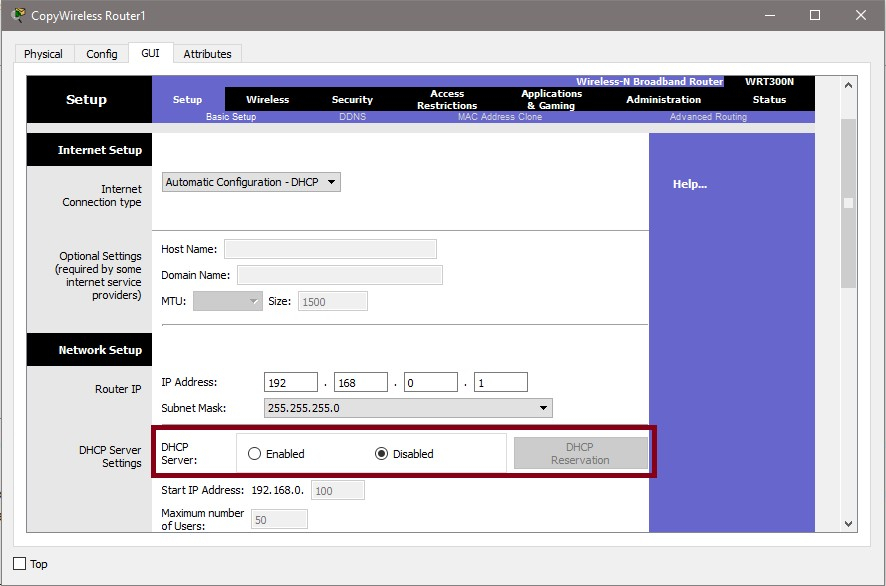 CopyWireless Router1
Physical Config GUI Attributes
Wireless-N Broadband Router WRT300N
Setup
Setup Wireless Security Access Restrictions Applications & Gaming Administration Status
Basic Setup DDNS MAC Address Clone Advanced Routing
Internet Setup
Internet
Connection type
Automatic Configuration - DHCP
Help...
Optional Settings
(required by some
internet service
providers)
Host Name:
Domain Name:
MTU: Size: 1500
Network Setup
Router IP
IP Address: 192 . 168 . 0 . 1
Subnet Mask: 255.255.255.0
DHCP Server
Settings
DHCP
Server:
Enabled Disabled
DHCP
Reservation
Start IP Address: 192.168.0. 100
Maximum number
of Users: 50
Top